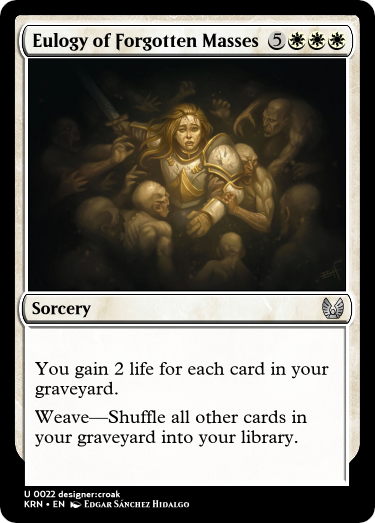 Eulogy of Forgotten Masses 5
Sorcery
You gain 2 life for each card in your
graveyard.
Weave—Shuffle all other cards in
your graveyard into your library.
U 0022 designer:croak
KRN • EN Edgar Sánchez Hidalgo